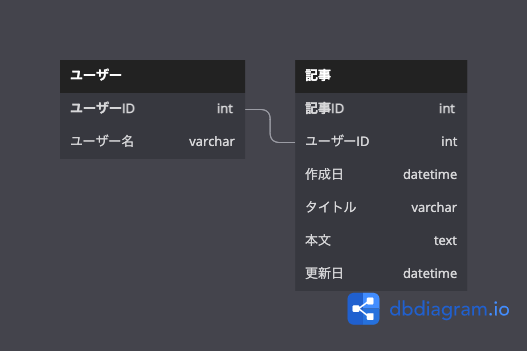 ユーザー
ユーザーID int
ユーザー名 varchar
記事
記事ID int
ユーザーID int
作成日 datetime
タイトル varchar
本文 text
更新日 datetime
dbdiagram.io